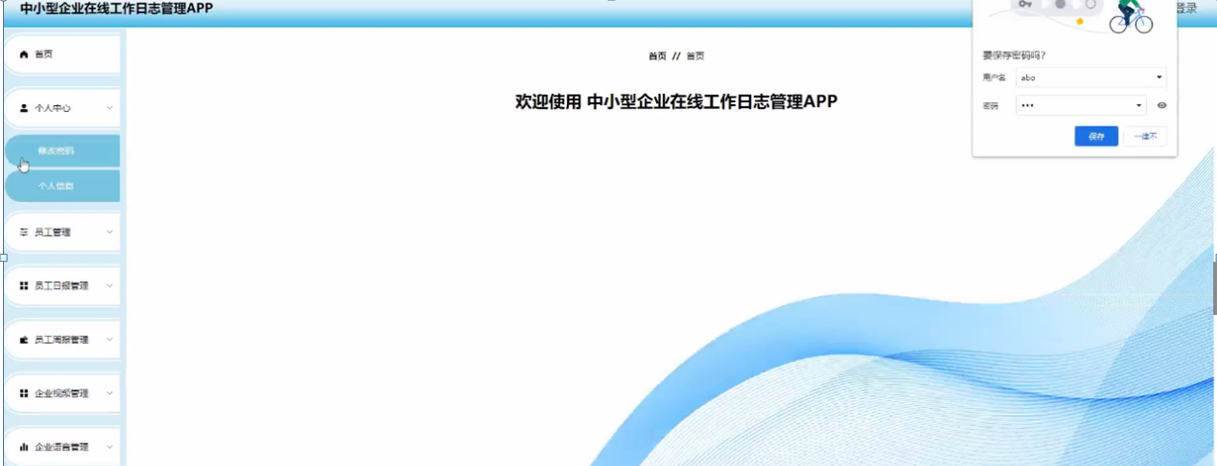 中小型企业在线工作日志管理APP
登录
首页
个人中心
修改密码
个人信息
员工管理
员工日报管理
员工周报管理
企业视频管理
企业语音管理
首页 // 首页
欢迎使用 中小型企业在线工作日志管理APP
要保存密码吗?
用户名 abo
密码 •••
保存 一律不